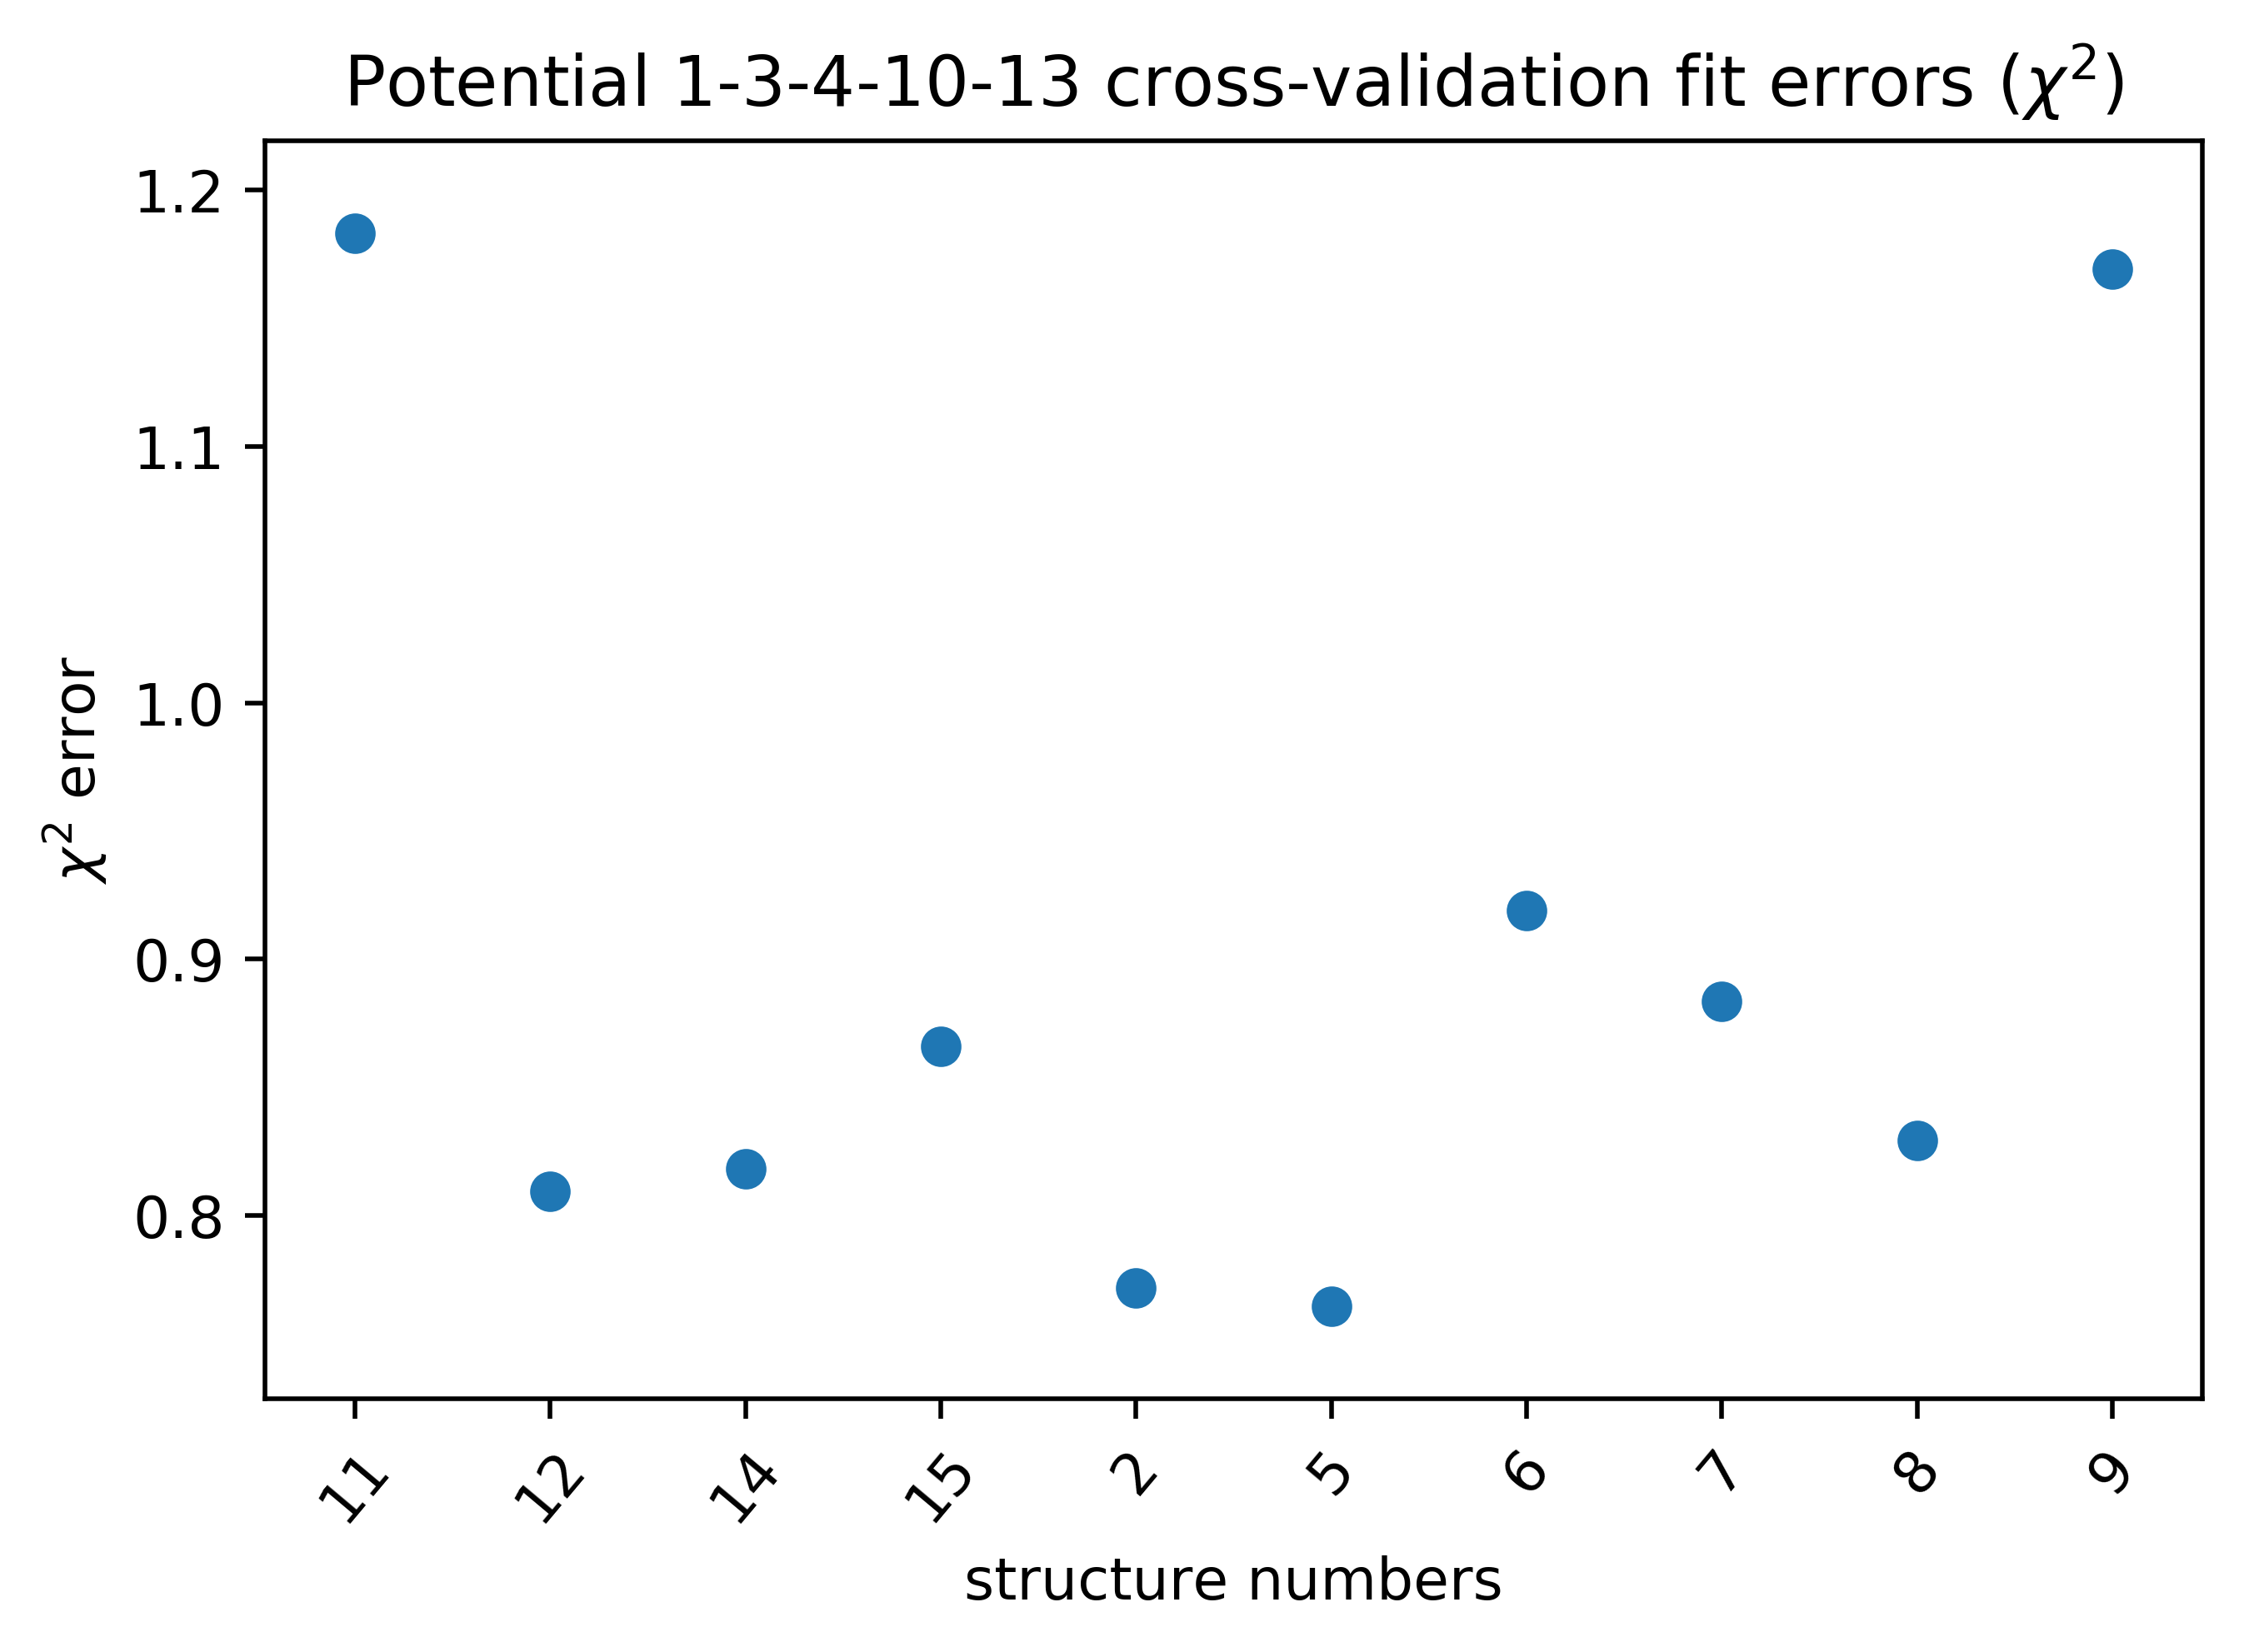 Potential 1-3-4-10-13 cross-validation fit errors (χ²)
1.2
1.1
1.0
0.9
0.8
χ² error
11 12 14 15 2 5 6 7 8 9
structure numbers